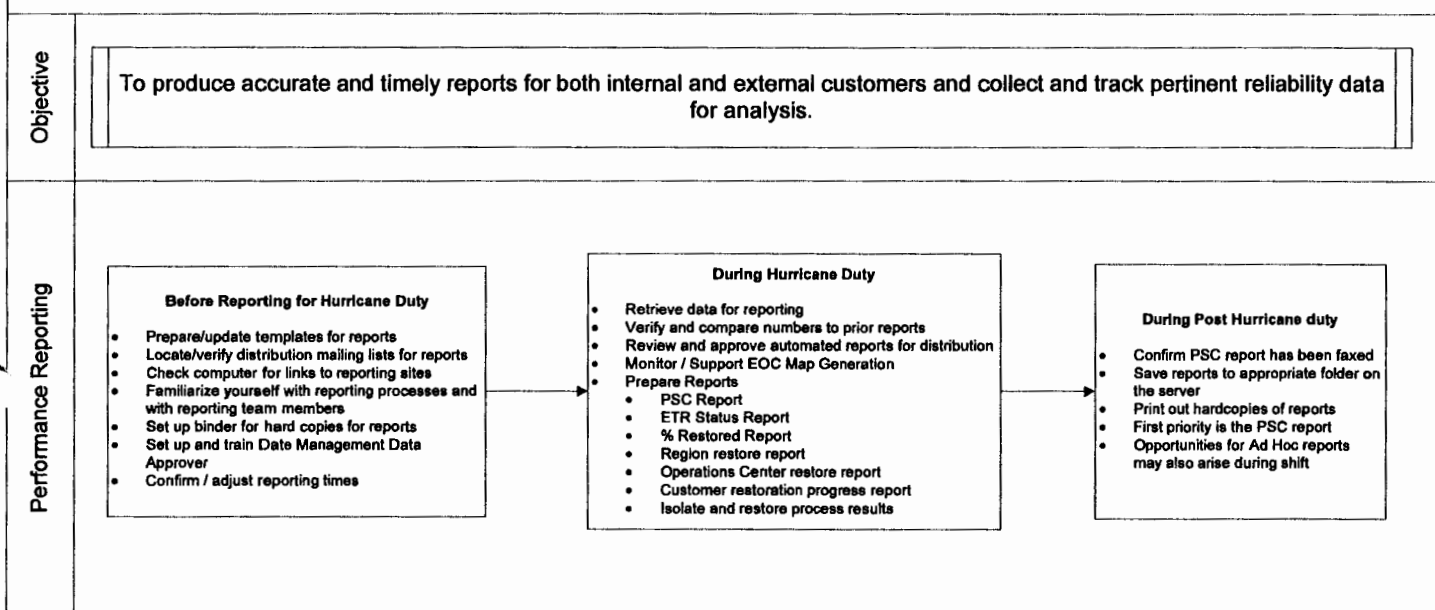 Objective
To produce accurate and timely reports for both internal and external customers and collect and track pertinent reliability data
for analysis.
Performance Reporting
Before Reporting for Hurricane Duty
• Prepare/update templates for reports
• Locate/verify distribution mailing lists for reports
• Check computer for links to reporting sites
• Familiarize yourself with reporting processes and
with reporting team members
• Set up binder for hard copies for reports
• Set up and train Date Management Data
Approver
• Confirm / adjust reporting times
During Hurricane Duty
• Retrieve data for reporting
• Verify and compare numbers to prior reports
• Review and approve automated reports for distribution
• Monitor / Support EOC Map Generation
• Prepare Reports
• PSC Report
• ETR Status Report
• % Restored Report
• Region restore report
• Operations Center restore report
• Customer restoration progress report
• Isolate and restore process results
During Post Hurricane duty
• Confirm PSC report has been faxed
• Save reports to appropriate folder on
the server
• Print out hardcopies of reports
• First priority is the PSC report
• Opportunities for Ad Hoc reports
may also arise during shift